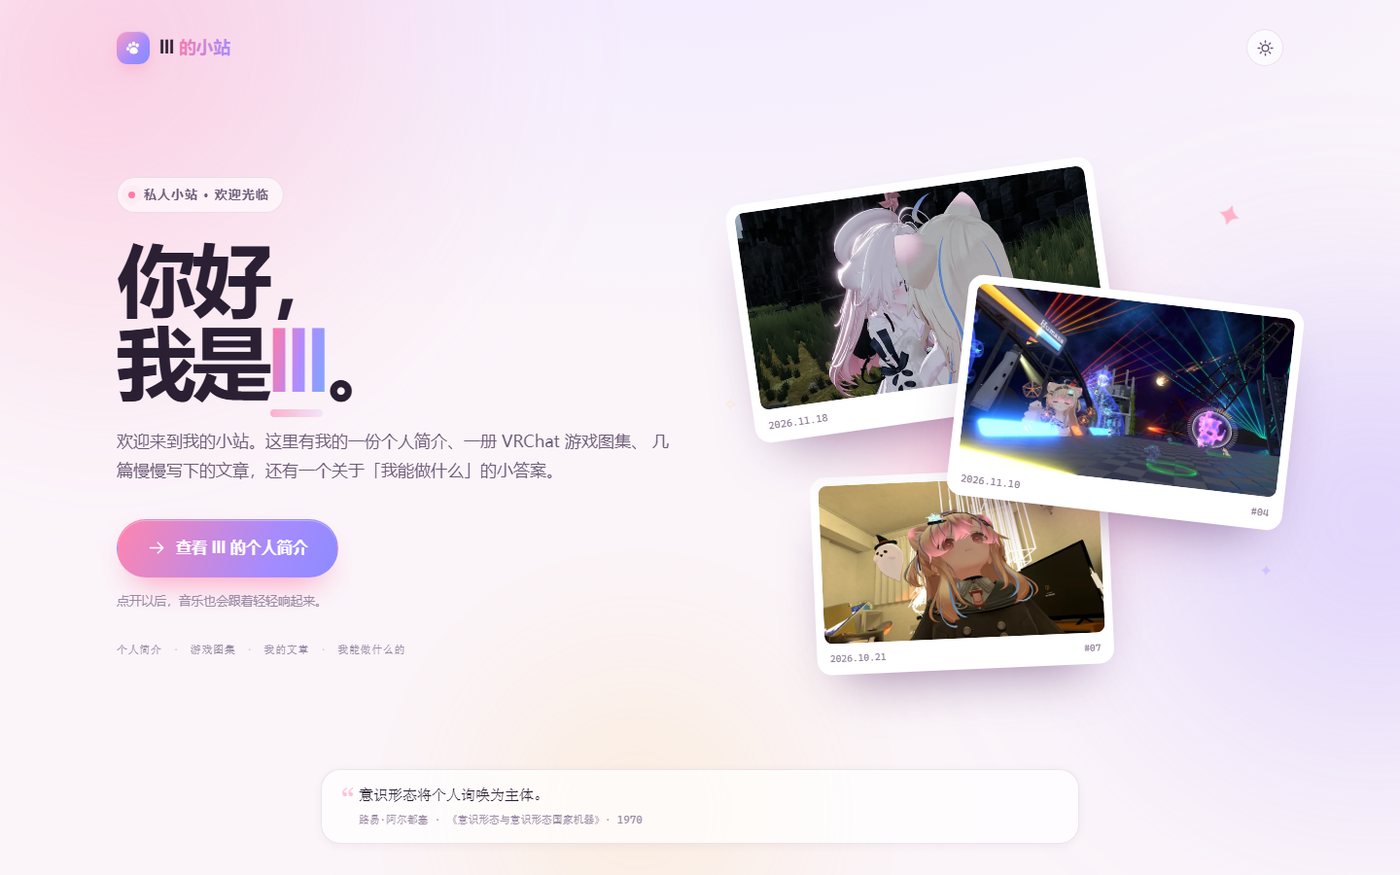 lll 的小站
私人小站 • 欢迎光临
你好，
我是lll。
欢迎来到我的小站。这里有我的一份个人简介、一册 VRChat 游戏图集、 几
篇慢慢写下的文章，还有一个关于「我能做什么」的小答案。
→ 查看 lll 的个人简介
点开以后，音乐也会跟着轻轻响起来。
个人简介 · 游戏图集 · 我的文章 · 我能做什么的
2026.11.18
2026.11.10
#04
2026.10.21
#07
“意识形态将个人询唤为主体。
路易·阿尔都塞 · 《意识形态与意识形态国家机器》 · 1970